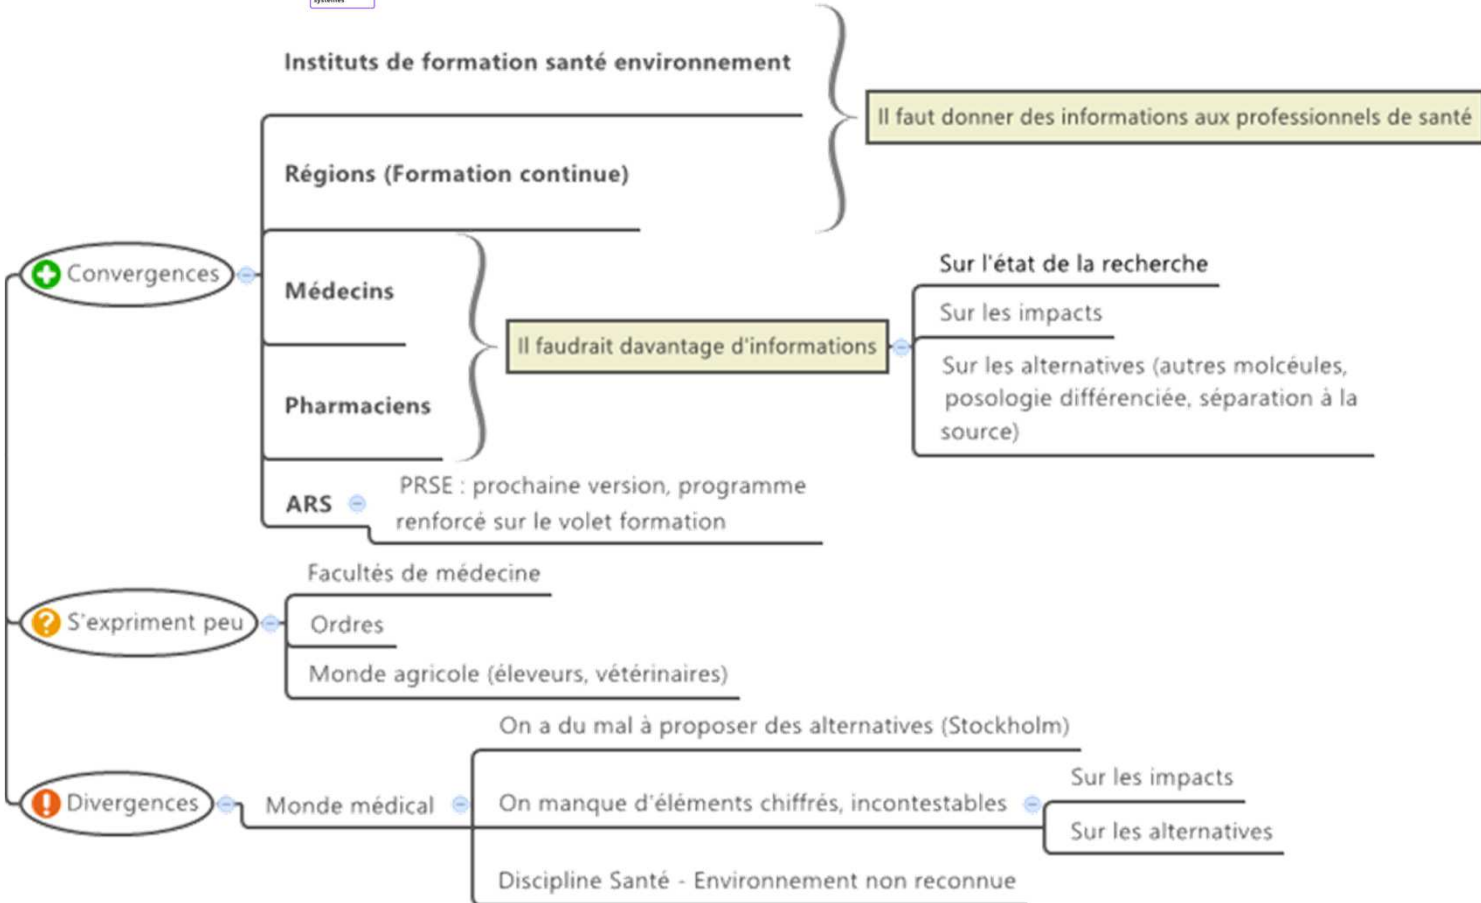 systèmes
Instituts de formation santé environnement
Il faut donner des informations aux professionnels de santé
Régions (Formation continue)
Convergences
Médecins
Sur l'état de la recherche
Sur les impacts
Il faudrait davantage d'informations
Sur les alternatives (autres molcéules,
posologie différenciée, séparation à la
source)
Pharmaciens
ARS
PRSE : prochaine version, programme
renforcé sur le volet formation
Facultés de médecine
S'expriment peu
Ordres
Monde agricole (éleveurs, vétérinaires)
On a du mal à proposer des alternatives (Stockholm)
Divergences
Monde médical
On manque d'éléments chiffrés, incontestables
Sur les impacts
Sur les alternatives
Discipline Santé - Environnement non reconnue